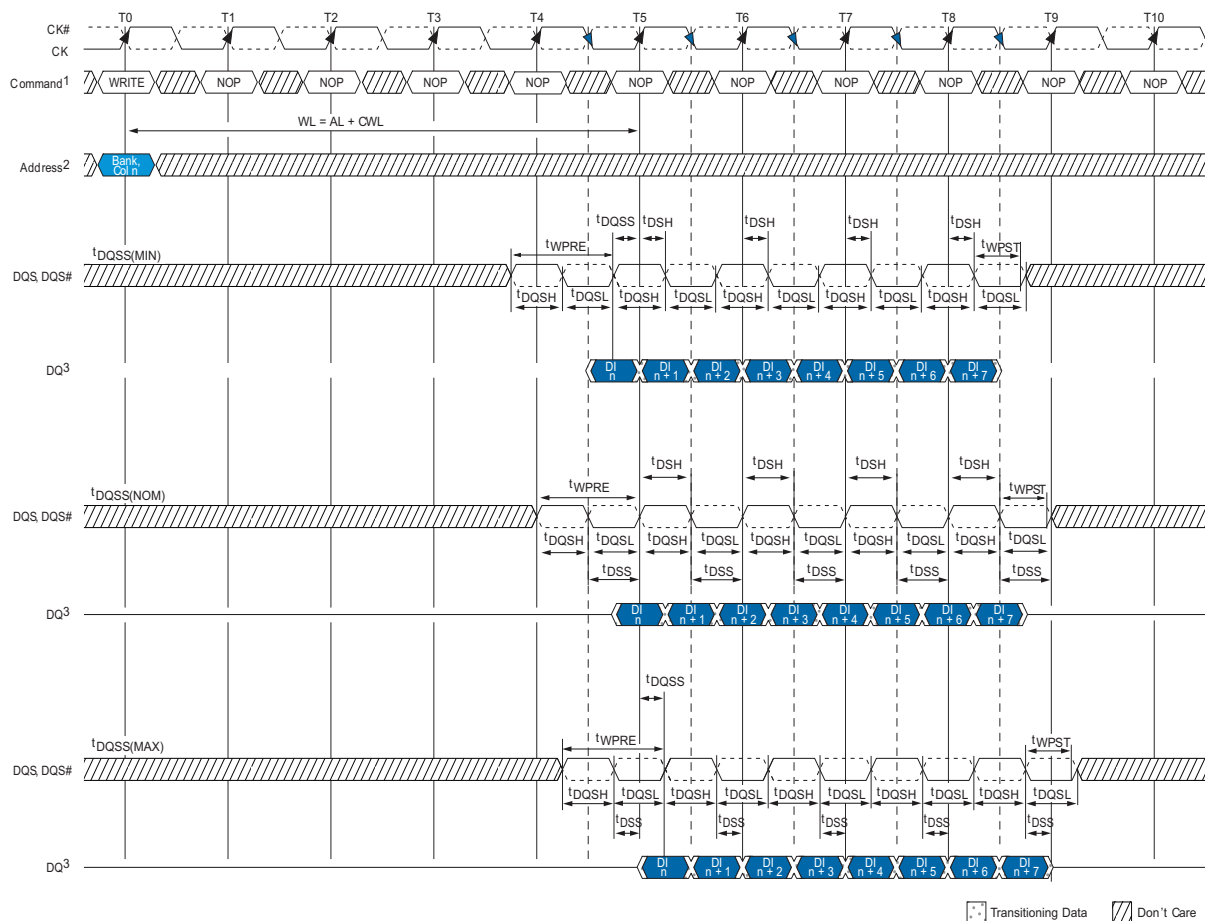 T0 T1 T2 T3 T4 T5 T6 T7 T8 T9 T10
CK#
CK
Command1 WRITE NOP NOP NOP NOP NOP NOP NOP NOP NOP NOP
WL = AL + CWL
Address2 Bank, Col n
tDQSS tDSH tDSH tDSH tDSH
tDQSS(MIN) tWPRE tWPST
DQS, DQS#
tDQSH tDQSL tDQSH tDQSL tDQSH tDQSL tDQSH tDQSL tDQSH tDQSL
DQ3 DI n DI n + 1 DI n + 2 DI n + 3 DI n + 4 DI n + 5 DI n + 6 DI n + 7
tDSH tDSH tDSH tDSH
tDQSS(NOM) tWPRE tWPST
DQS, DQS#
tDQSH tDQSL tDQSH tDQSL tDQSH tDQSL tDQSH tDQSL tDQSH tDQSL
tDSS tDSS tDSS tDSS tDSS
DQ3 DI n DI n + 1 DI n + 2 DI n + 3 DI n + 4 DI n + 5 DI n + 6 DI n + 7
tDQSS
tDQSS(MAX) tWPRE tWPST
DQS, DQS#
tDQSH tDQSL tDQSH tDQSL tDQSH tDQSL tDQSH tDQSL tDQSH tDQSL
tDSS tDSS tDSS tDSS tDSS
DQ3 DI n DI n + 1 DI n + 2 DI n + 3 DI n + 4 DI n + 5 DI n + 6 DI n + 7
Transitioning Data Don't Care